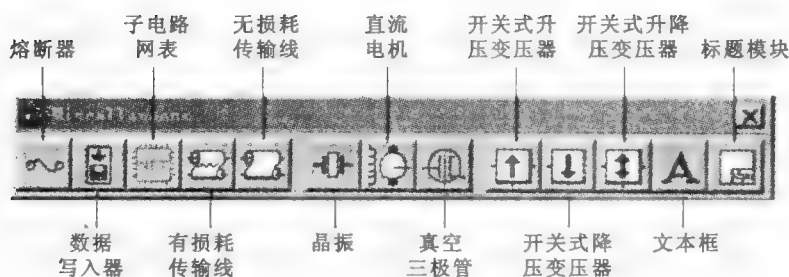 熔断器
子电路
网表
无损耗
传输线
直流
电机
开关式升
压变压器
开关式升降
压变压器
标题模块
Miscellaneous
A
数据
写入器
有损耗
传输线
晶振
真空
三极管
开关式降
压变压器
文本框